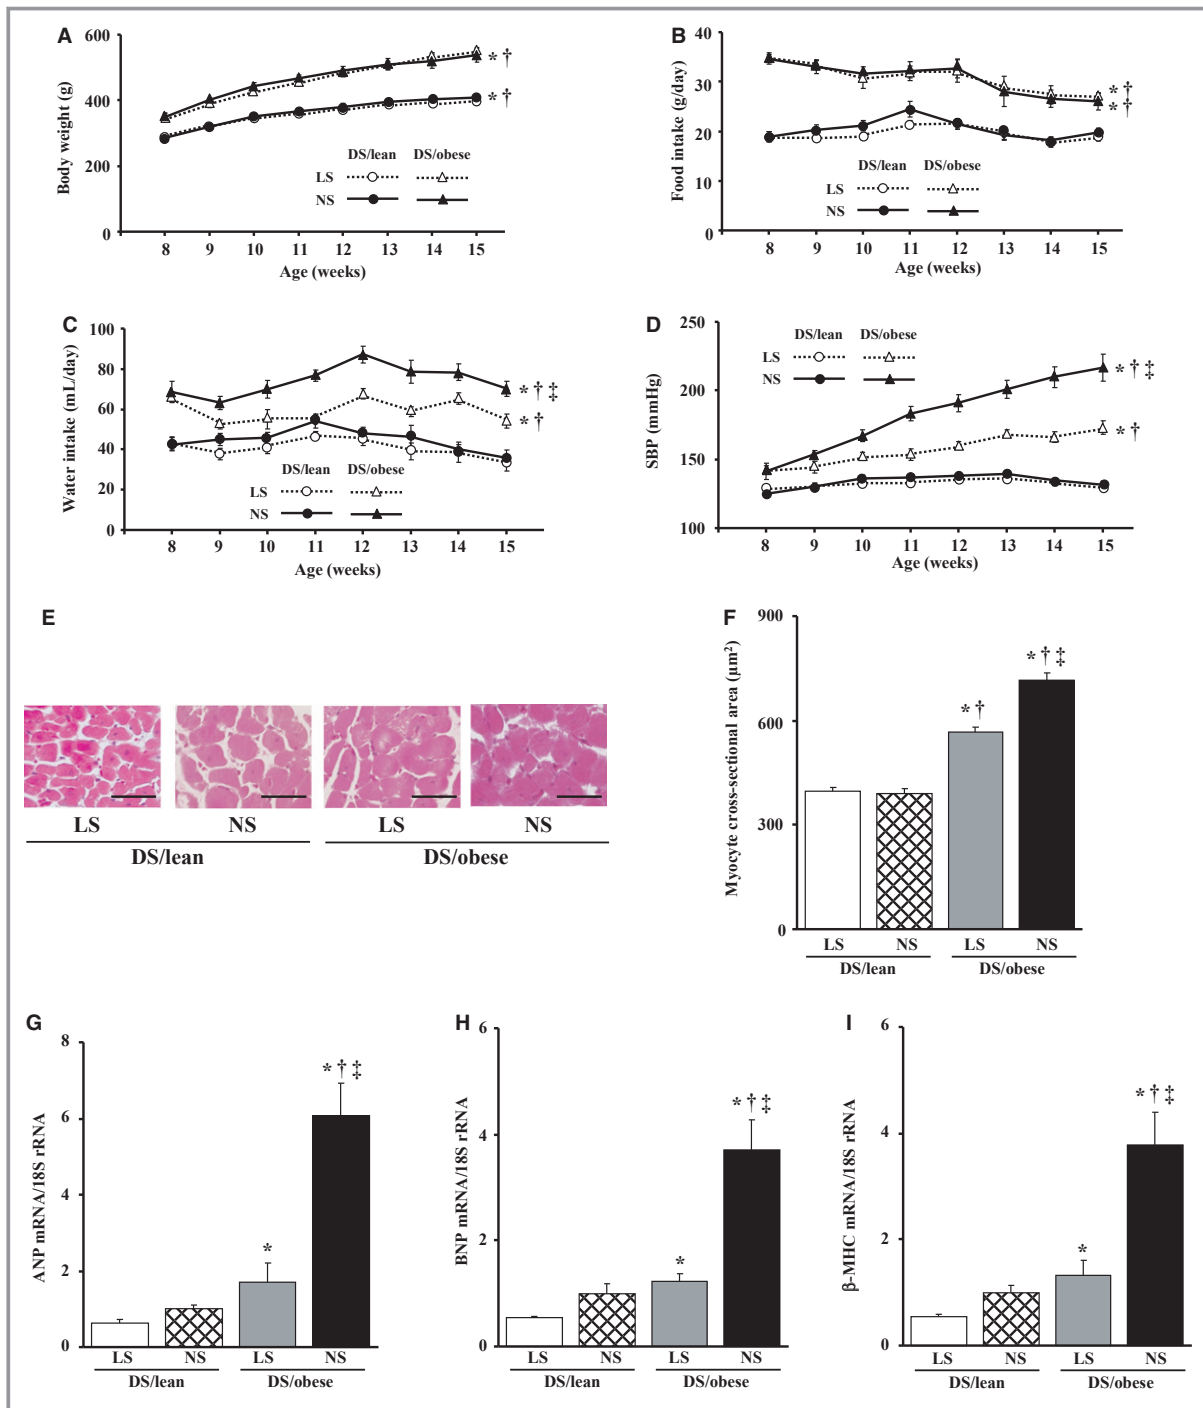 A
600
400
200
0
Body weight (g)
* †
* †
DS/lean DS/obese
LS
NS
8 9 10 11 12 13 14 15
Age (weeks)
B
40
30
20
10
0
Food intake (g/day)
* †
* †
DS/lean DS/obese
LS
NS
8 9 10 11 12 13 14 15
Age (weeks)
C
100
80
60
40
20
0
Water intake (mL/day)
* † ‡
* †
DS/lean DS/obese
LS
NS
8 9 10 11 12 13 14 15
Age (weeks)
D
250
200
150
100
SBP (mmHg)
DS/lean DS/obese
LS
NS
* † ‡
* †
8 9 10 11 12 13 14 15
Age (weeks)
E
LS NS LS NS
DS/lean DS/obese
F
900
600
300
0
Myocyte cross-sectional area (µm²)
* †
* † ‡
LS NS LS NS
DS/lean DS/obese
G
8
6
4
2
0
ANP mRNA/18S rRNA
*
* † ‡
LS NS LS NS
DS/lean DS/obese
H
6
4
2
0
BNP mRNA/18S rRNA
*
* † ‡
LS NS LS NS
DS/lean DS/obese
I
6
4
2
0
β-MHC mRNA/18S rRNA
*
* † ‡
LS NS LS NS
DS/lean DS/obese